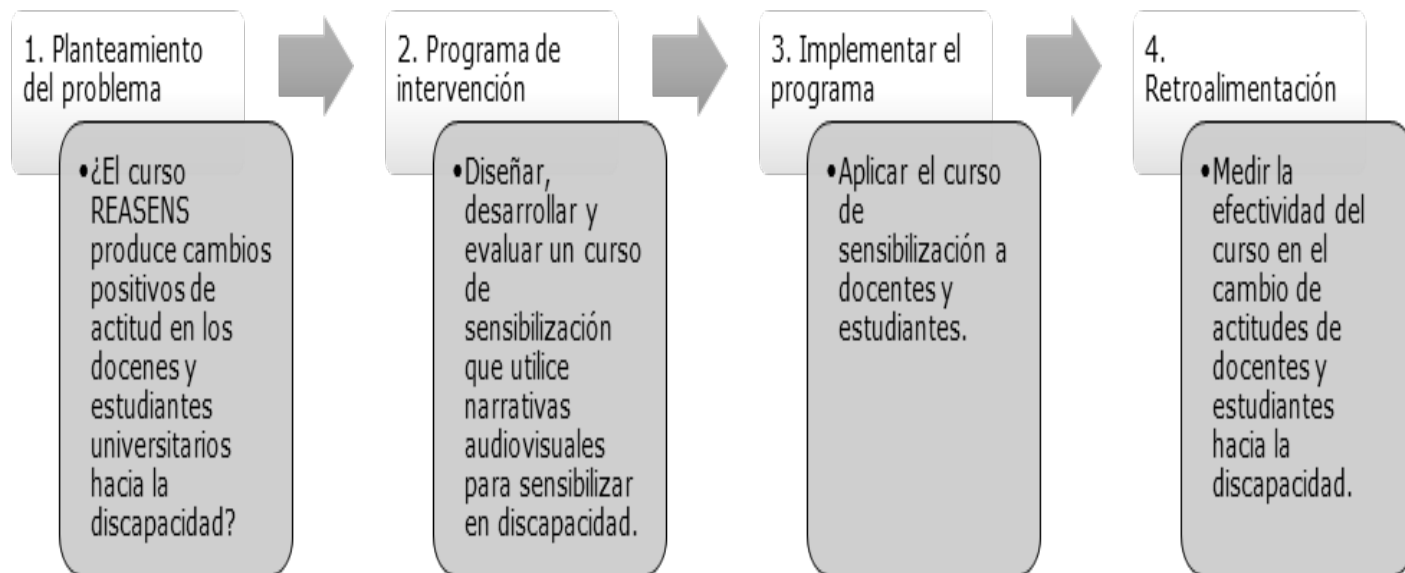 1. Planteamiento
del problema
•¿El curso
REASENS
produce cambios
positivos de
actitud en los
docenes y
estudiantes
universitarios
hacia la
discapacidad?
2. Programa de
intervención
•Diseñar,
desarrollar y
evaluar un curso
de
sensibilización
que utilice
narrativas
audiovisuales
para sensibilizar
en discapacidad.
3. Implementar el
programa
•Aplicar el curso
de
sensibilización a
docentes y
estudiantes.
4.
Retroalimentación
•Medir la
efectividad del
curso en el
cambio de
actitudes de
docentes y
estudiantes
hacia la
discapacidad.